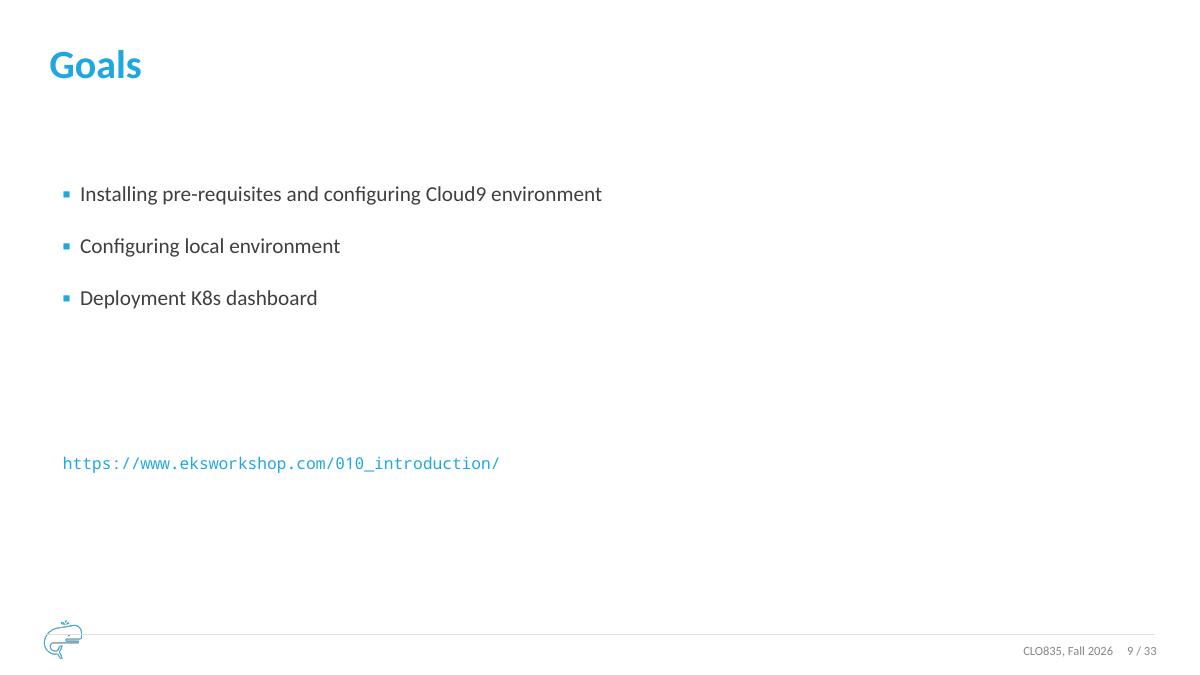 Goals
Installing pre-requisites and configuring Cloud9 environment
Configuring local environment
Deployment K8s dashboard
https://www.eksworkshop.com/010_introduction/
CLO835, Fall 2026 9 / 33